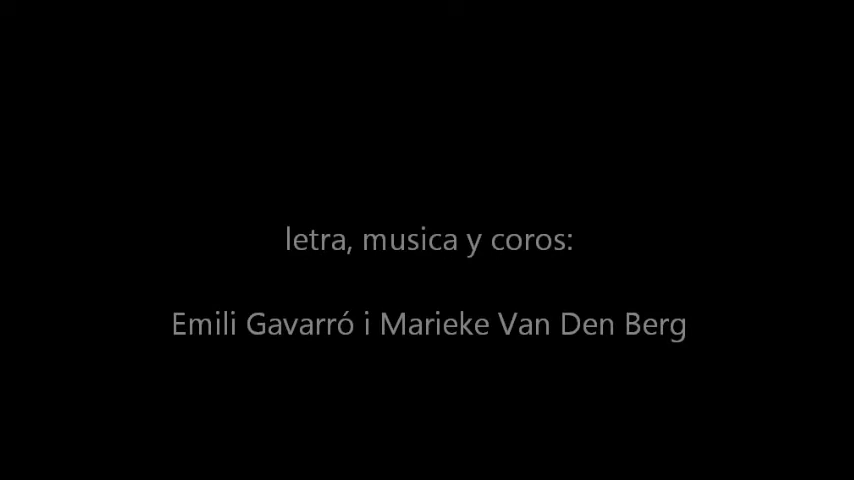 letra, musica y coros:
Emili Gavarró i Marieke Van Den Berg